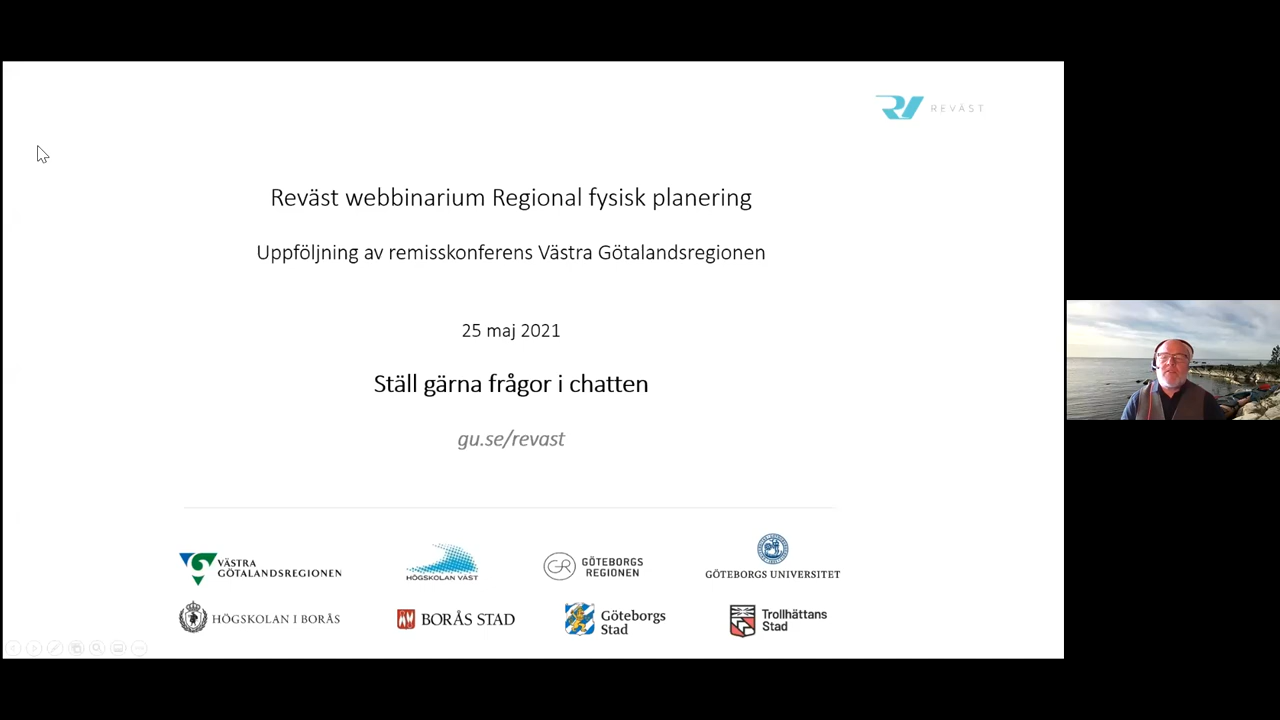 REVÄST
Reväst webbinarium Regional fysisk planering
Uppföljning av remisskonferens Västra Götalandsregionen
25 maj 2021
Ställ gärna frågor i chatten
gu.se/revast
VÄSTRA
GÖTALANDSREGIONEN
HÖGSKOLAN VÄST
GR
GÖTEBORGS
REGIONEN
GÖTEBORGS UNIVERSITET
HÖGSKOLAN I BORÅS
BORÅS STAD
Göteborgs
Stad
Trollhättans
Stad